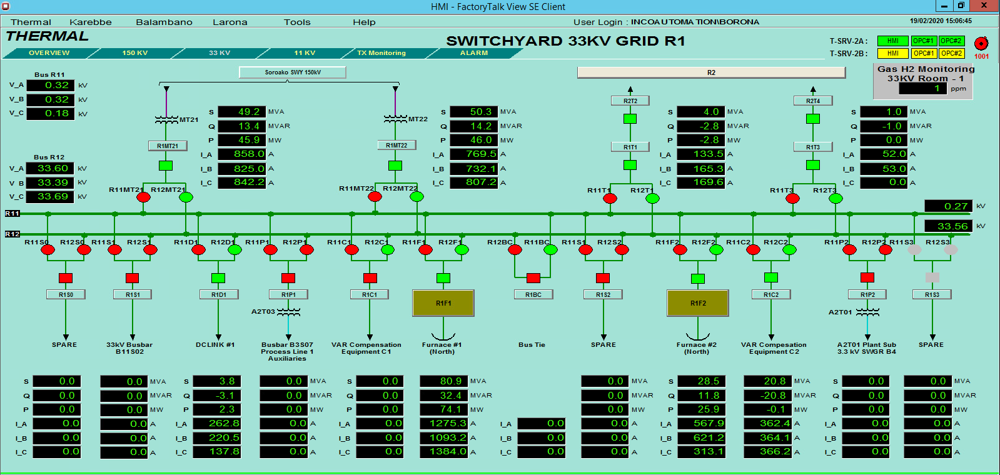 HMI - FactoryTalk View SE Client
Thermal Karebbe Balambano Larona Tools Help User Login : INCOAUTOMATION\BORONA 19/02/2020 15:06:45
THERMAL
SWITCHYARD 33KV GRID R1
OVERVIEW 150 KV 33 KV 11 KV TX Monitoring ALARM
T-SRV-2A : HMI OPC#1 OPC#2
T-SRV-2B : HMI OPC#1 OPC#2
1001
Gas H2 Monitoring
33KV Room - 1
1 ppm
Soroako SWY 150kV
R2
Bus R11
V_A 0.32 kV
V_B 0.32 kV
V_C 0.18 kV
Bus R12
V_A 33.60 kV
V B 33.39 kV
V_C 33.69 kV
MT21
R1MT21
S 49.2 MVA
Q 13.4 MVAR
P 45.9 MW
I_A 858.0 A
I_B 825.0 A
I_C 842.2 A
MT22
R1MT22
S 50.3 MVA
Q 14.2 MVAR
P 46.0 MW
I_A 769.5 A
I_B 732.1 A
I_C 807.2 A
R2T2
R1T1
S 4.0 MVA
Q -2.8 MVAR
P -2.8 MW
I_A 133.5 A
I_B 165.3 A
I_C 169.6 A
R2T4
R1T3
S 1.0 MVA
Q -1.0 MVAR
P 0.0 MW
I_A 52.0 A
I_B 53.0 A
I_C 0.0 A
R11MT21 R12MT21 R11MT22 R12MT22 R11T1 R12T1 R11T3 R12T3
R11 0.27 kV
R12 33.56 kV
R11S0 R12S0 R11S1 R12S1 R11D1 R12D1 R11P1 R12P1 R11C1 R12C1 R11F1 R12F1 R12BC R11BC R11S1 R12S2 R11F2 R12F2 R11C2 R12C2 R11P2 R12P2 R11S3 R12S3
R1S0 R1S1 R1D1 R1P1 R1C1 R1F1 R1BC R1S2 R1F2 R1C2 R1P2 R1S3
A2T03 A2T01
SPARE
33kV Busbar
B11S02
DCLINK #1
Busbar B3S07
Process Line 1
Auxiliaries
VAR Compensation
Equipment C1
Furnace #1
(North)
Bus Tie
SPARE
Furnace #2
(North)
VAR Compesation
Equipment C2
A2T01 Plant Sub
3.3 kV SWGR B4
SPARE
S 0.0 0.0 MVA S 3.8 0.0 MVA S 0.0 80.9 MVA 0.0 MVA S 28.5 20.8 MVA S 0.0 0.0 MVA
Q 0.0 0.0 MVAR Q -3.1 0.0 MVAR Q 0.0 32.4 MVAR 0.0 MVAR Q 11.8 -20.8 MVAR Q 0.0 0.0 MVAR
P 0.0 0.0 MW P 2.3 0.0 MW P 0.0 74.1 MW 0.0 MW P 25.9 -0.1 MW P 0.0 0.0 MW
I_A 0.0 0.0 A I_A 262.8 0.0 A I_A 0.0 1275.3 A I_A 0.0 0.0 A I_A 567.9 362.4 A I_A 0.0 0.0 A
I_B 0.0 0.0 A I_B 220.5 0.0 A I_B 0.0 1093.2 A I_B 0.0 0.0 A I_B 621.2 364.1 A I_B 0.0 0.0 A
I_C 0.0 0.0 A I_C 137.8 0.0 A I_C 0.0 1384.0 A I_C 0.0 0.0 A I_C 313.1 366.2 A I_C 0.0 0.0 A